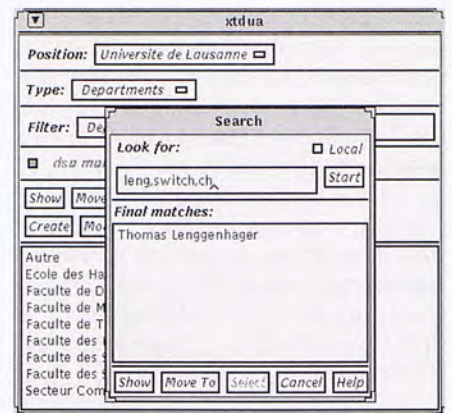 xtdua
Position: Universite de Lausanne
Type: Departments
Filter: De
Search
Look for:
Local
dsa
leng,switch,ch
Start
Show Move
Final matches:
Create Mo
Thomas Lenggenhager
Autre
Ecole des Ha
Faculte de D
Faculte de M
Faculte de T
Faculte des
Faculte des S
Faculte des S
Secteur Com
Show Move To Select Cancel Help